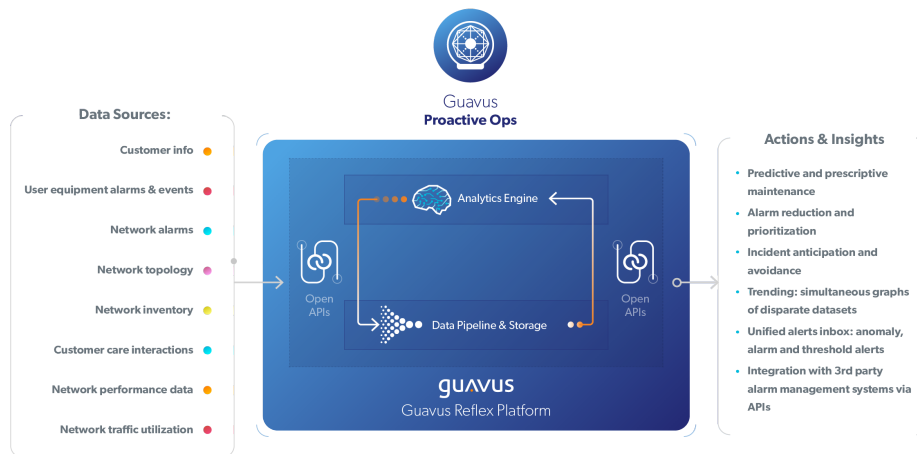 Guavus
Proactive Ops
Data Sources:
Customer info
User equipment alarms & events
Network alarms
Network topology
Network inventory
Customer care interactions
Network performance data
Network traffic utilization
Analytics Engine
Open
APIs
Data Pipeline & Storage
Open
APIs
guavus
Guavus Reflex Platform
Actions & Insights
• Predictive and prescriptive
maintenance
• Alarm reduction and
prioritization
• Incident anticipation and
avoidance
• Trending: simultaneous graphs
of disparate datasets
• Unified alerts inbox: anomaly,
alarm and threshold alerts
• Integration with 3rd party
alarm management systems via
APIs